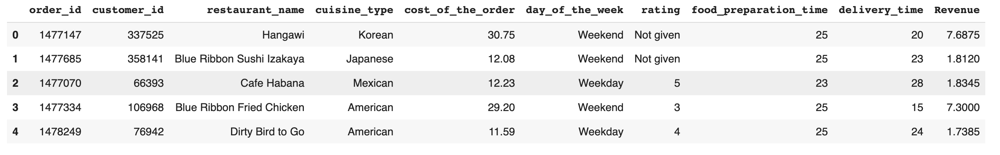 order_id customer_id restaurant_name cuisine_type cost_of_the_order day_of_the_week rating food_preparation_time delivery_time Revenue
0 1477147 337525 Hangawi Korean 30.75 Weekend Not given 25 20 7.6875
1 1477685 358141 Blue Ribbon Sushi Izakaya Japanese 12.08 Weekend Not given 25 23 1.8120
2 1477070 66393 Cafe Habana Mexican 12.23 Weekday 5 23 28 1.8345
3 1477334 106968 Blue Ribbon Fried Chicken American 29.20 Weekend 3 25 15 7.3000
4 1478249 76942 Dirty Bird to Go American 11.59 Weekday 4 25 24 1.7385